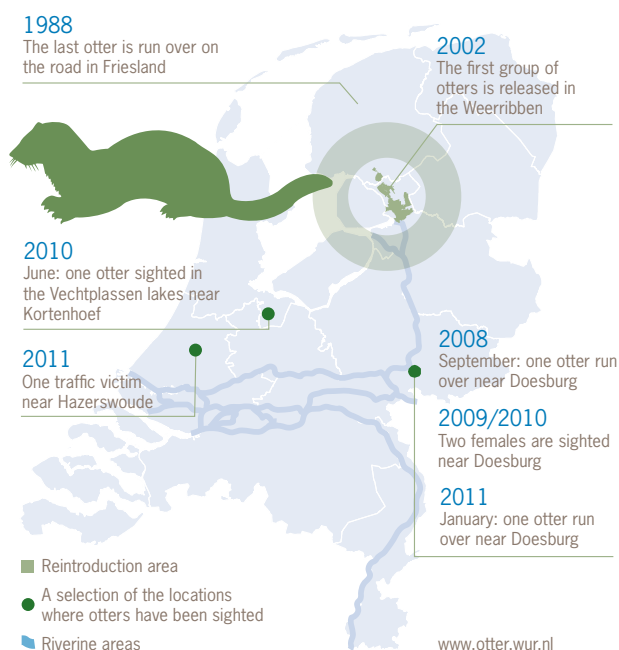 1988
The last otter is run over on
the road in Friesland
2002
The first group of
otters is released in
the Weerribben
2010
June: one otter sighted in
the Vechtplassen lakes near
Kortenhoef
2011
One traffic victim
near Hazerswoude
2008
September: one otter run
over near Doesburg
2009/2010
Two females are sighted
near Doesburg
2011
January: one otter run
over near Doesburg
Reintroduction area
A selection of the locations
where otters have been sighted
Riverine areas
www.otter.wur.nl